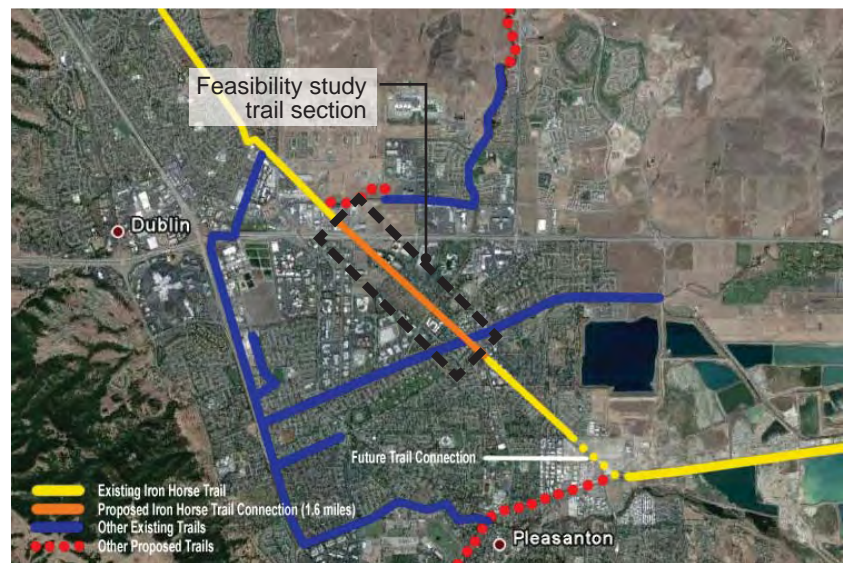 Feasibility study
trail section
Dublin
Future Trail Connection
Existing Iron Horse Trail
Proposed Iron Horse Trail Connection (1.6 miles)
Other Existing Trails
Other Proposed Trails
Pleasanton